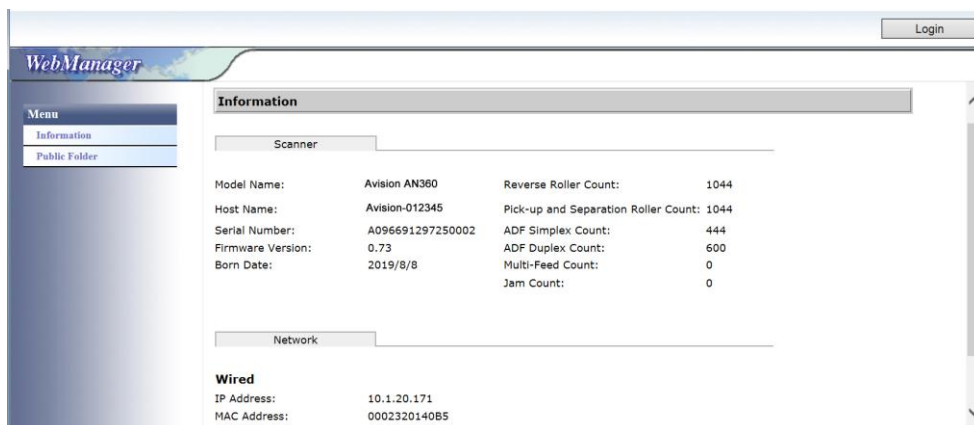 Login
WebManager
Menu
Information
Public Folder
Information
Scanner
Model Name: Avision AN360 Reverse Roller Count: 1044
Host Name: Avision-012345 Pick-up and Separation Roller Count: 1044
Serial Number: A096691297250002 ADF Simplex Count: 444
Firmware Version: 0.73 ADF Duplex Count: 600
Born Date: 2019/8/8 Multi-Feed Count: 0
Jam Count: 0
Network
Wired
IP Address: 10.1.20.171
MAC Address: 0002320140B5